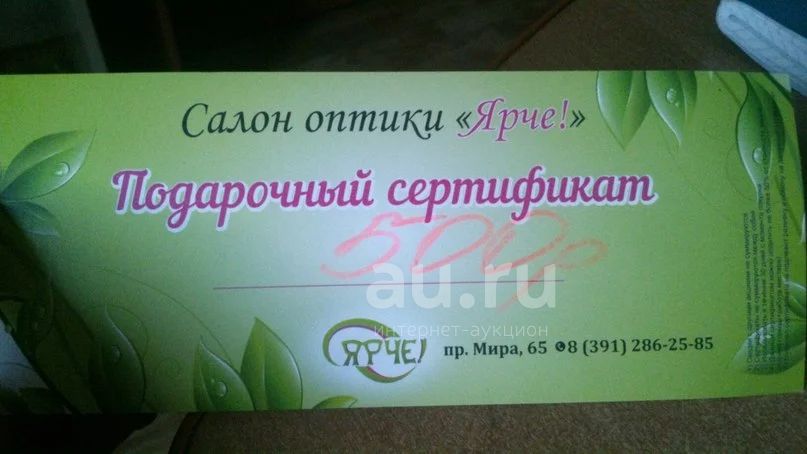 Салон оптики «Ярче!»
Подарочный сертификат
500р
au.ru
интернет-аукцион
ЯРЧЕ!
пр. Мира, 65 8 (391) 286-25-85